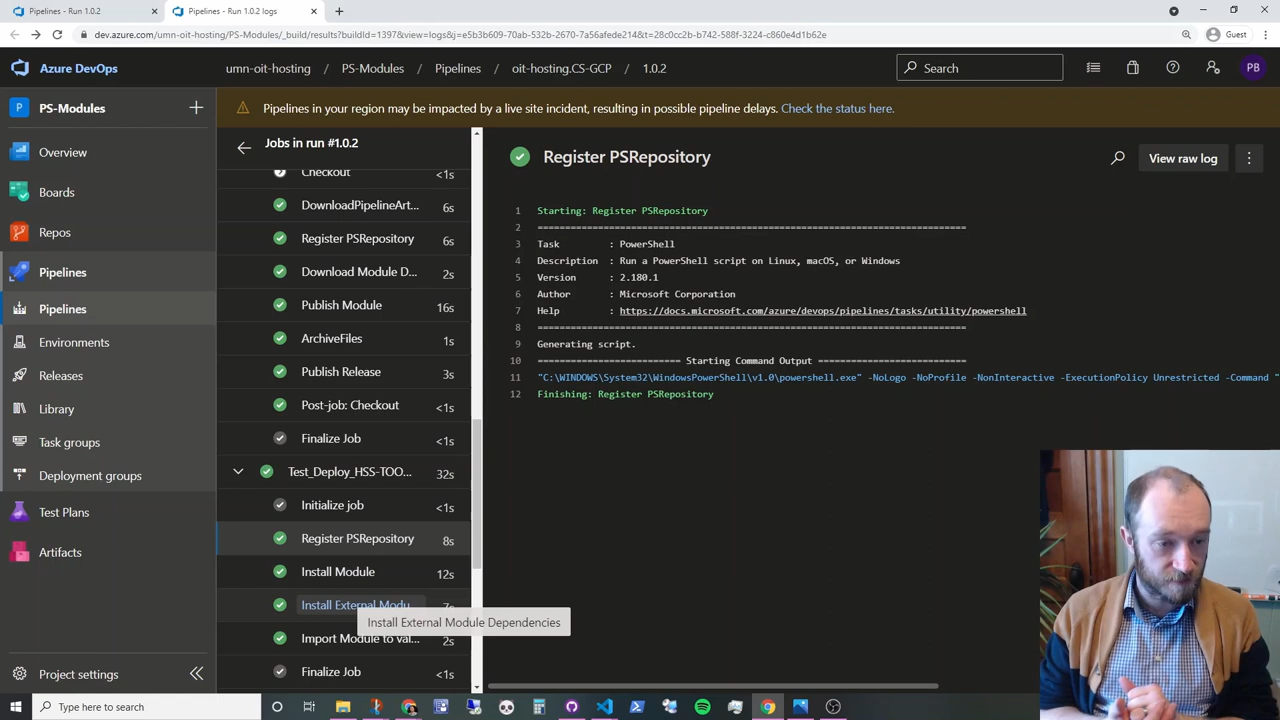 Pipelines - Run 1.0.2
Pipelines - Run 1.0.2 logs
dev.azure.com/umn-oit-hosting/PS-Modules/_build/results?buildId=1397&view=logs&j=e5b3b609-70ab-532b-2670-7a56afede214&t=28c0cc2b-b742-588f-3224-c860e4d1b62e
Guest
Azure DevOps
umn-oit-hosting / PS-Modules / Pipelines / oit-hosting.CS-GCP / 1.0.2
Search
PB
P
PS-Modules
Pipelines in your region may be impacted by a live site incident, resulting in possible pipeline delays. Check the status here.
Overview
Boards
Repos
Pipelines
Pipelines
Environments
Releases
Library
Task groups
Deployment groups
Test Plans
Artifacts
Project settings
Jobs in run #1.0.2
Checkout <1s
DownloadPipelineArt... 6s
Register PSRepository 6s
Download Module D... 2s
Publish Module 16s
ArchiveFiles 1s
Publish Release 3s
Post-job: Checkout <1s
Finalize Job <1s
Test_Deploy_HSS-TOO... 32s
Initialize job <1s
Register PSRepository 8s
Install Module 12s
Install External Modu 7s
Install External Module Dependencies
Import Module to val... 2s
Finalize Job <1s
Register PSRepository
View raw log
1 Starting: Register PSRepository
2 ==============================================================================
3 Task : PowerShell
4 Description : Run a PowerShell script on Linux, macOS, or Windows
5 Version : 2.180.1
6 Author : Microsoft Corporation
7 Help : https://docs.microsoft.com/azure/devops/pipelines/tasks/utility/powershell
8 ==============================================================================
9 Generating script.
10 ========================== Starting Command Output ===========================
11 "C:\WINDOWS\System32\WindowsPowerShell\v1.0\powershell.exe" -NoLogo -NoProfile -NonInteractive -ExecutionPolicy Unrestricted -Command "
12 Finishing: Register PSRepository
Type here to search